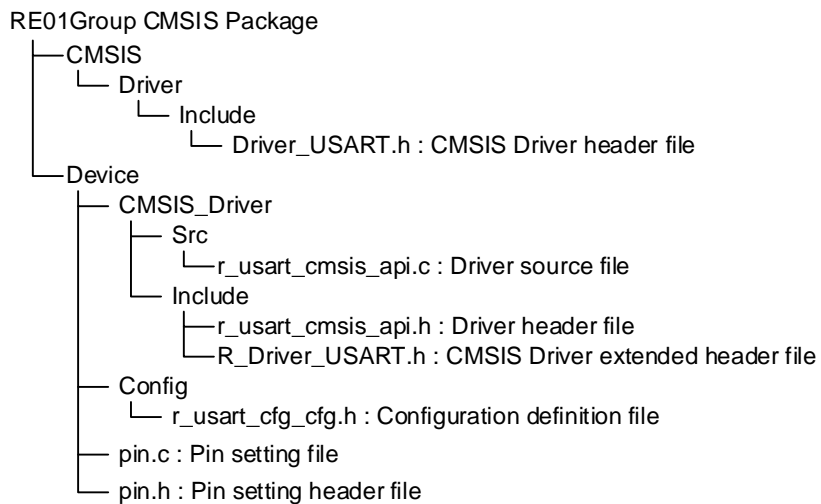 RE01Group CMSIS Package
CMSIS
Driver
Include
Driver_USART.h : CMSIS Driver header file
Device
CMSIS_Driver
Src
r_usart_cmsis_api.c : Driver source file
Include
r_usart_cmsis_api.h : Driver header file
R_Driver_USART.h : CMSIS Driver extended header file
Config
r_usart_cfg_cfg.h : Configuration definition file
pin.c : Pin setting file
pin.h : Pin setting header file